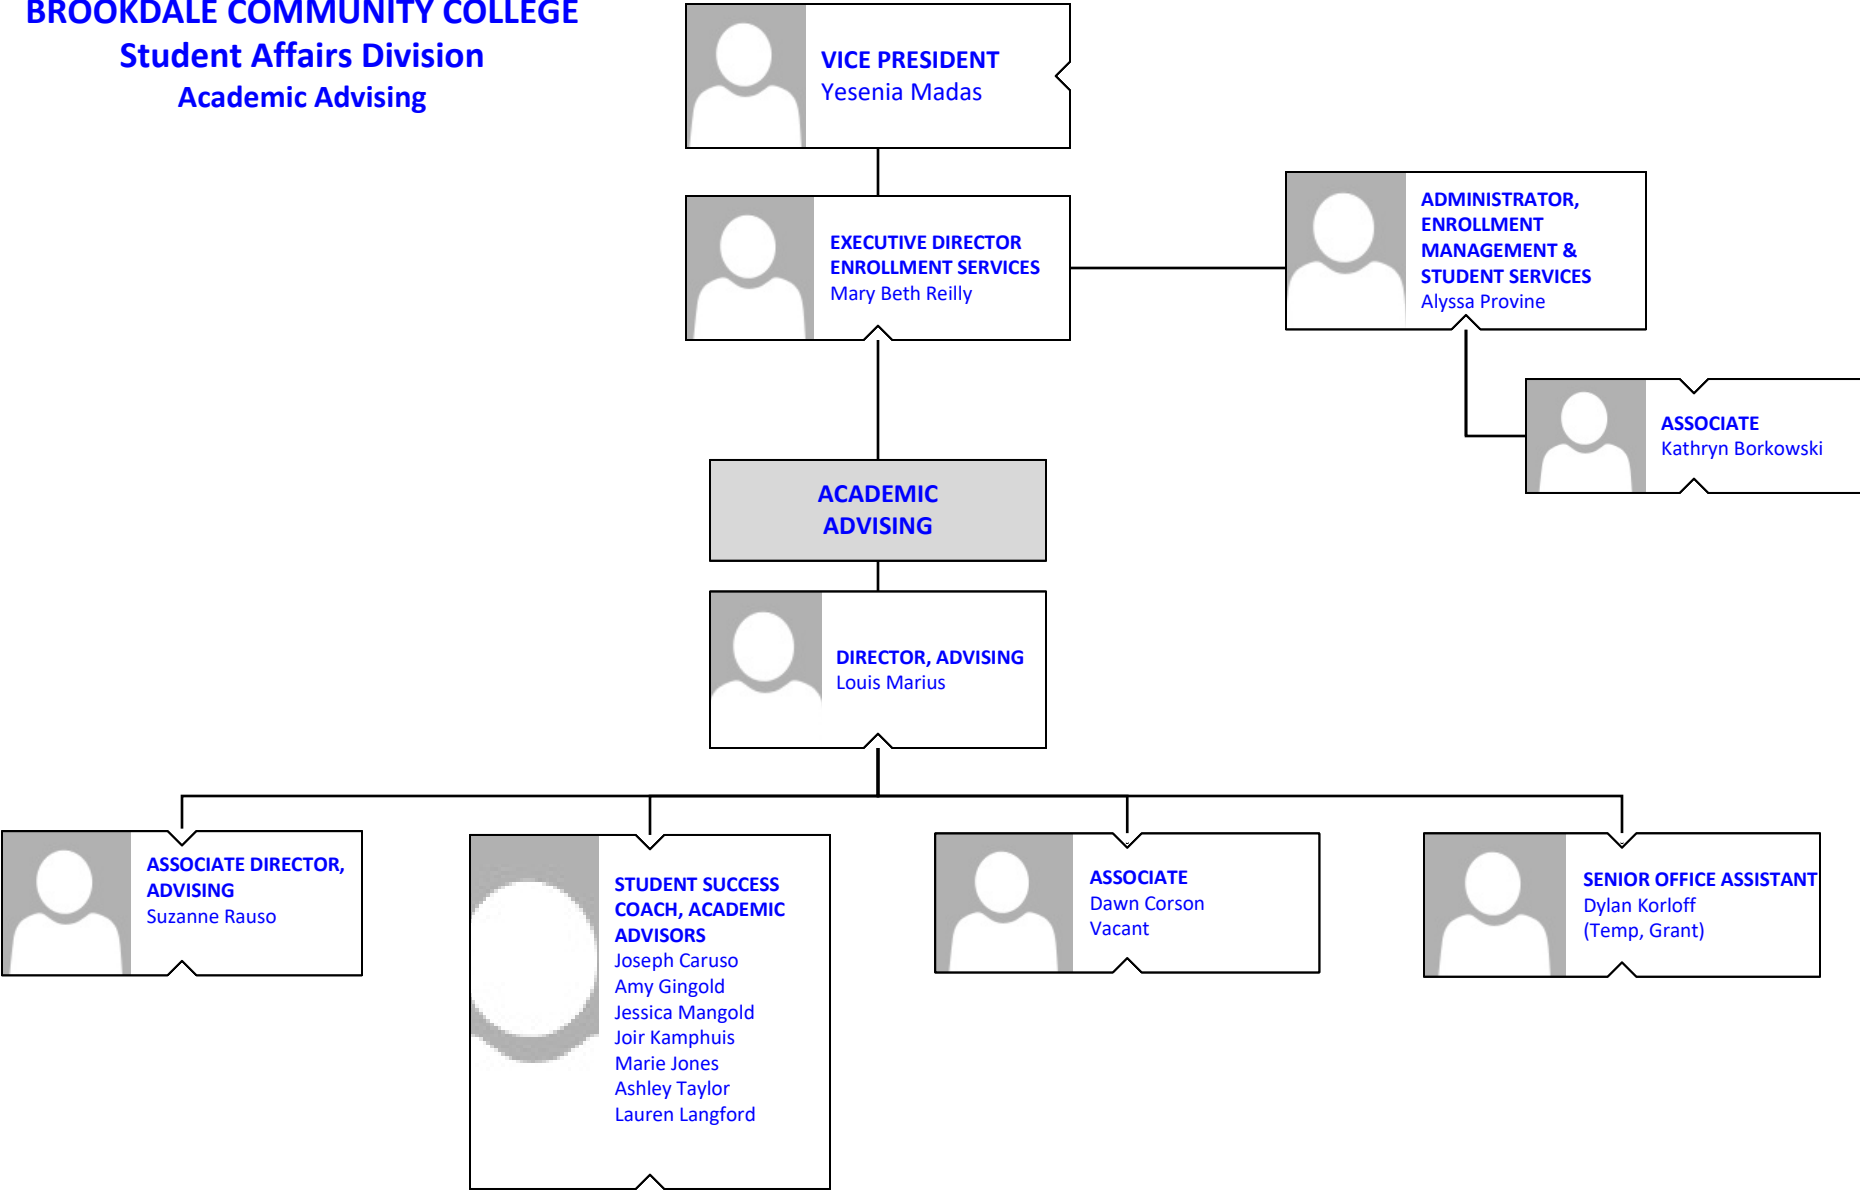 BROOKDALE COMMUNITY COLLEGE
Student Affairs Division
Academic Advising
VICE PRESIDENT
Yesenia Madas
EXECUTIVE DIRECTOR
ENROLLMENT SERVICES
Mary Beth Reilly
ADMINISTRATOR,
ENROLLMENT
MANAGEMENT &
STUDENT SERVICES
Alyssa Provine
ASSOCIATE
Kathryn Borkowski
ACADEMIC
ADVISING
DIRECTOR, ADVISING
Louis Marius
ASSOCIATE DIRECTOR,
ADVISING
Suzanne Rauso
STUDENT SUCCESS
COACH, ACADEMIC
ADVISORS
Joseph Caruso
Amy Gingold
Jessica Mangold
Joir Kamphuis
Marie Jones
Ashley Taylor
Lauren Langford
ASSOCIATE
Dawn Corson
Vacant
SENIOR OFFICE ASSISTANT
Dylan Korloff
(Temp, Grant)